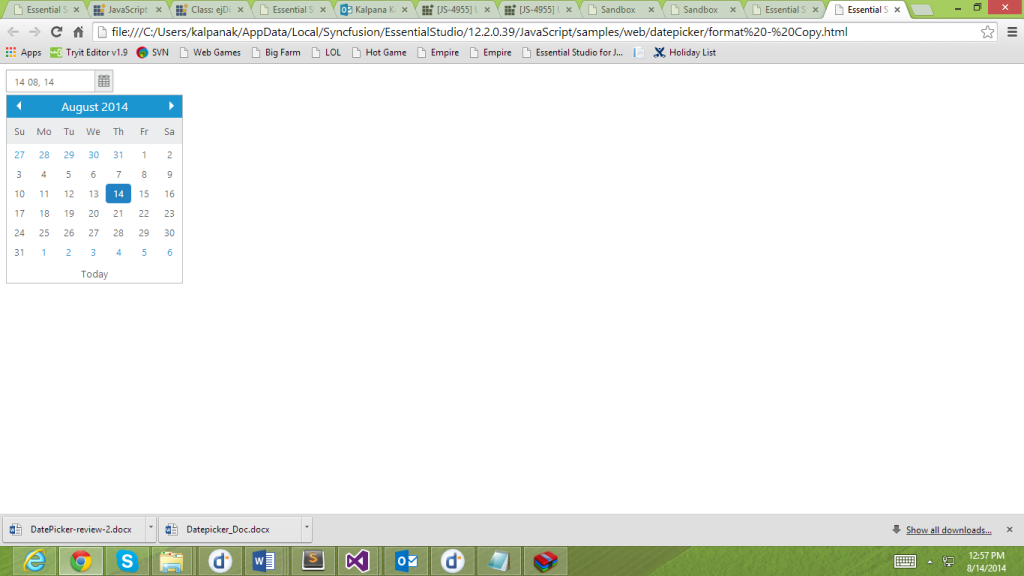 Essential S
JavaScript
Class: ejDa
Essential S
Kalpana K
[JS-4955] U
[JS-4955] U
Sandbox
Sandbox
Essential S
Essential S
file:///C:/Users/kalpanak/AppData/Local/Syncfusion/EssentialStudio/12.2.0.39/JavaScript/samples/web/datepicker/format%20-%20Copy.html
Apps Tryit Editor v1.9 SVN Web Games Big Farm LOL Hot Game Empire Empire Essential Studio for J... Holiday List
14 08, 14
August 2014
Su Mo Tu We Th Fr Sa
27 28 29 30 31 1 2
3 4 5 6 7 8 9
10 11 12 13 14 15 16
17 18 19 20 21 22 23
24 25 26 27 28 29 30
31 1 2 3 4 5 6
Today
DatePicker-review-2.docx Datepicker_Doc.docx Show all downloads...
12:57 PM
8/14/2014